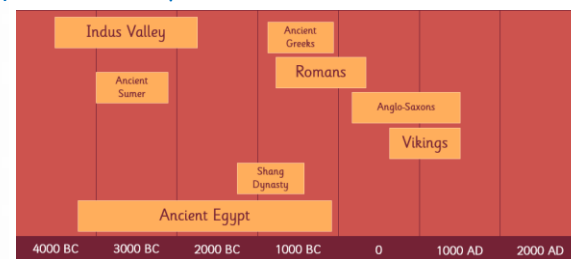 Indus Valley
Ancient
Greeks
Romans
Ancient
Sumer
Anglo-Saxons
Vikings
Shang
Dynasty
Ancient Egypt
4000 BC 3000 BC 2000 BC 1000 BC 0 1000 AD 2000 AD